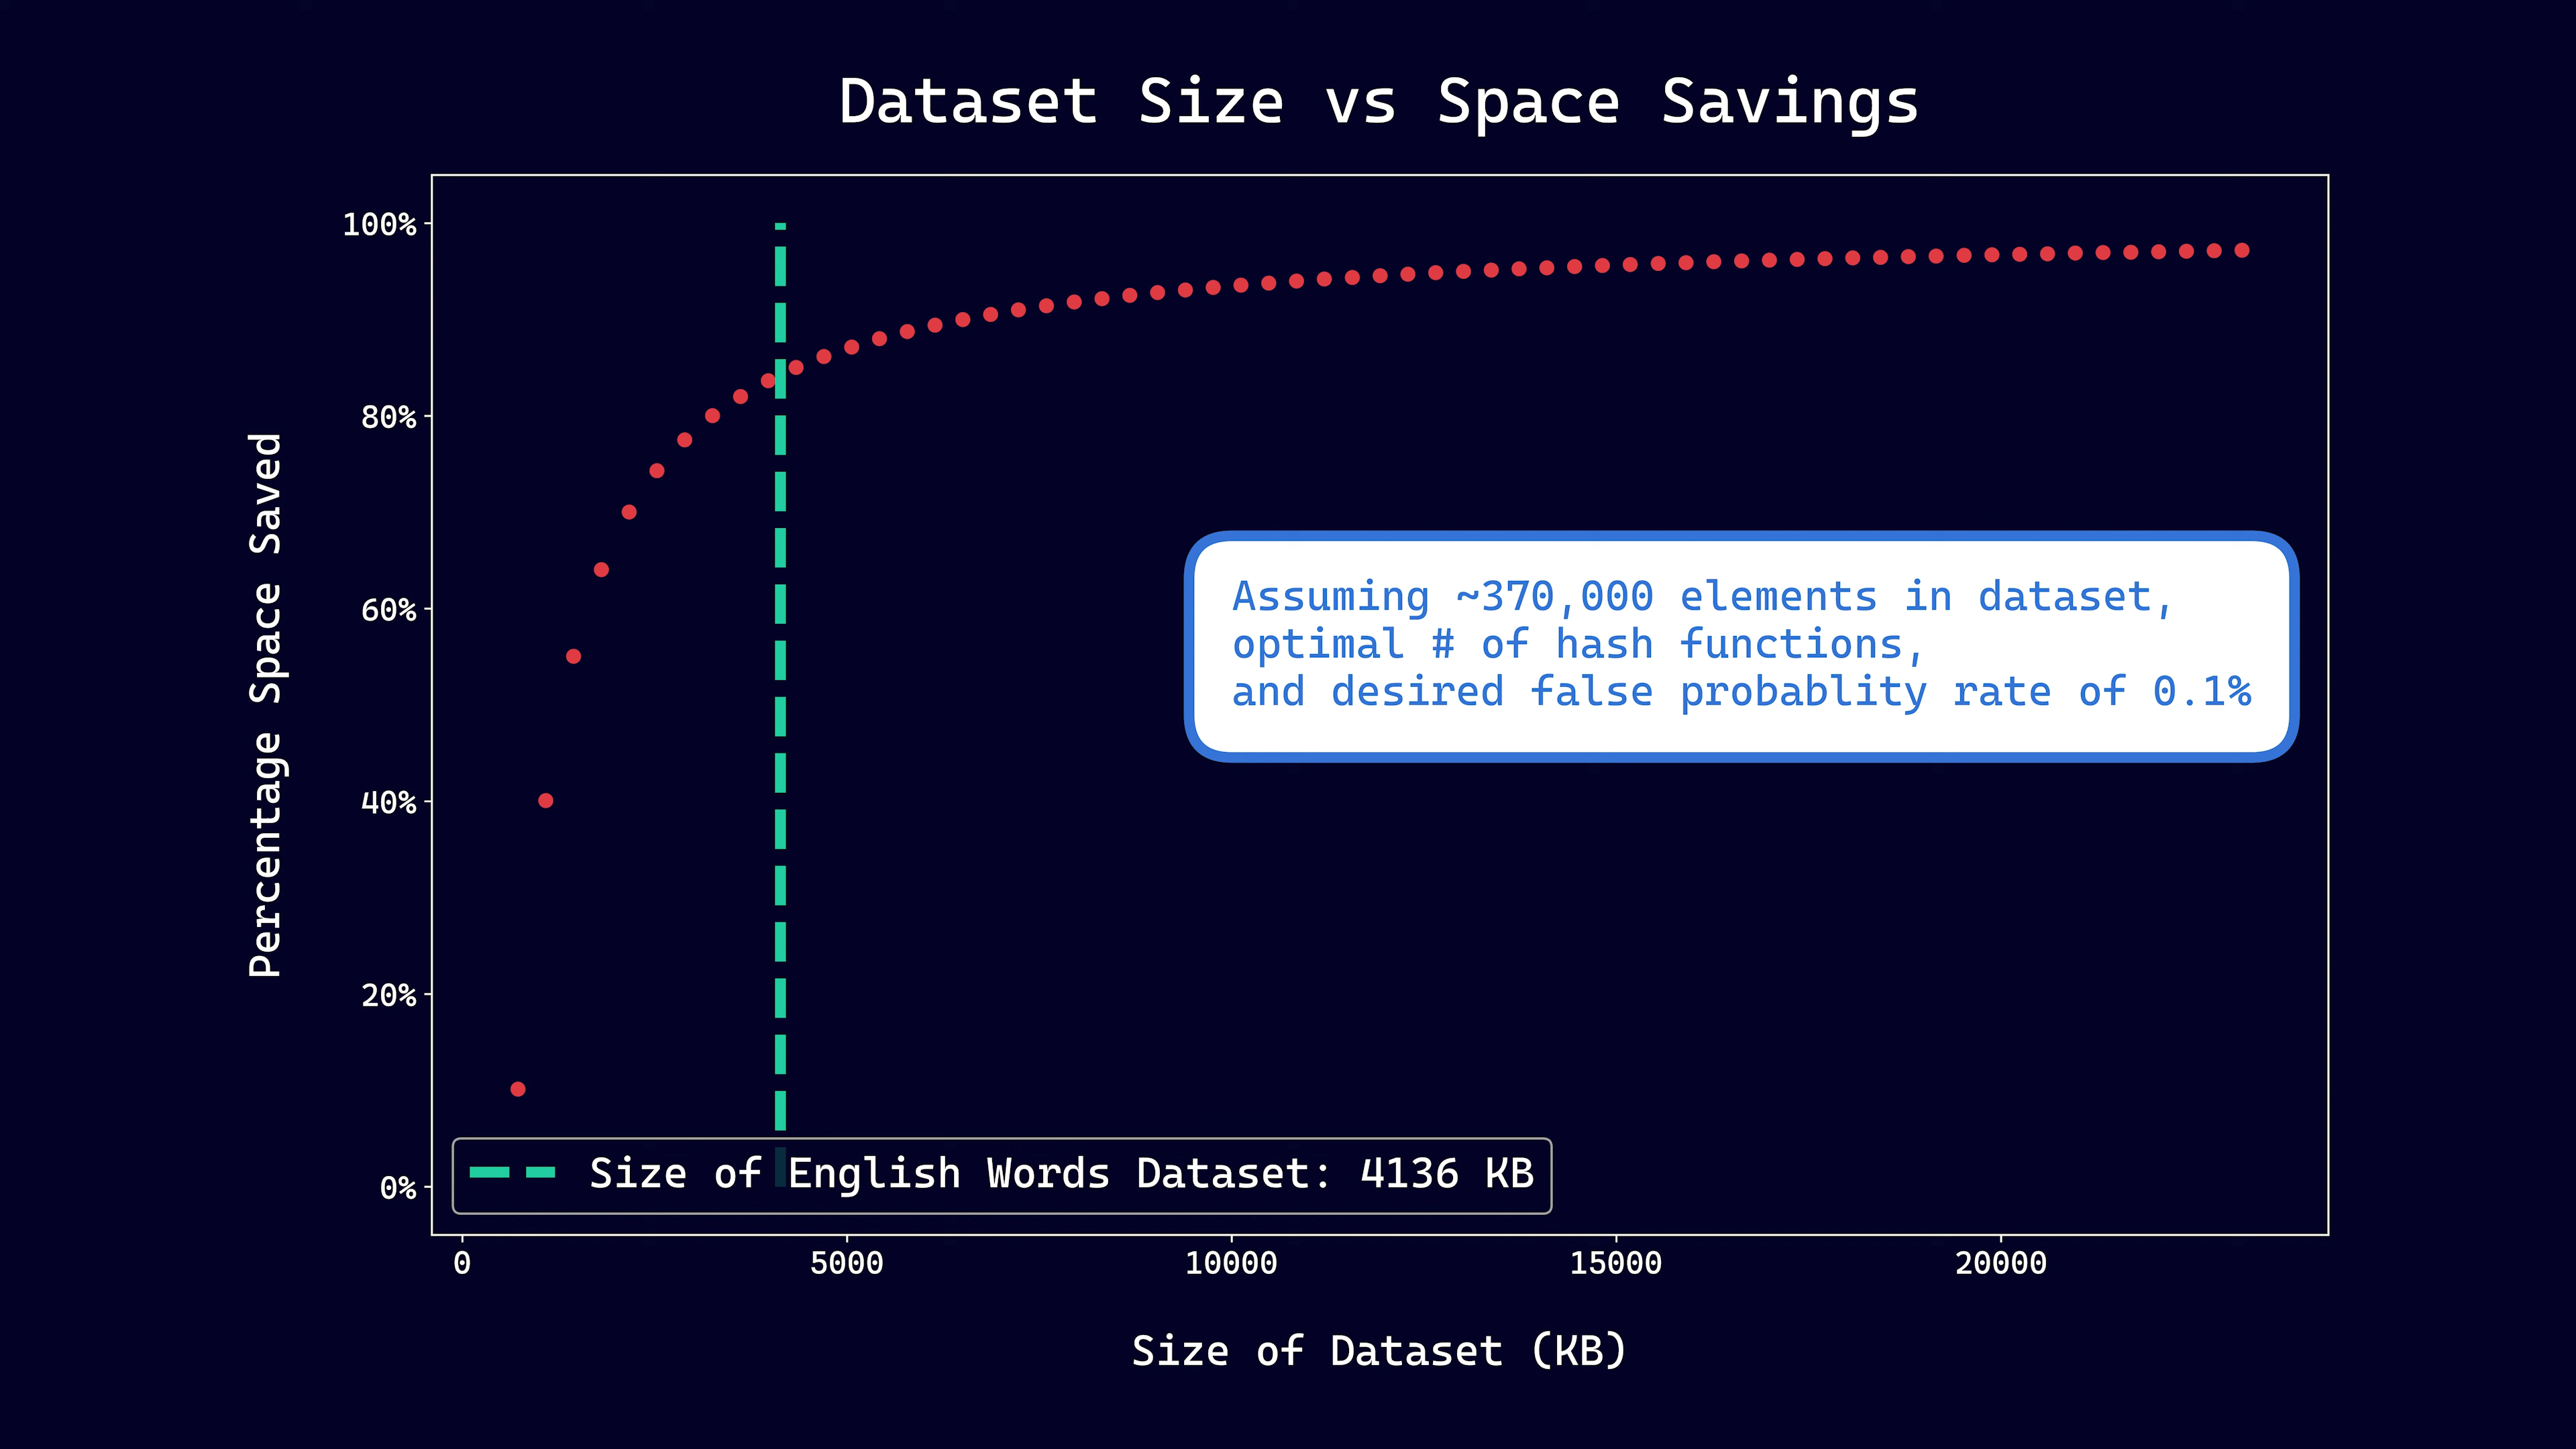 Dataset Size vs Space Savings
Percentage Space Saved
100%
80%
60%
40%
20%
0%
Assuming ~370,000 elements in dataset,
optimal # of hash functions,
and desired false probablity rate of 0.1%
Size of English Words Dataset: 4136 KB
0 5000 10000 15000 20000
Size of Dataset (KB)